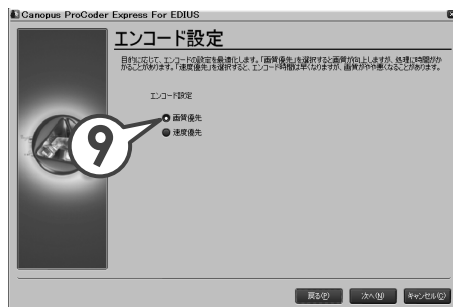 Canopus ProCoder Express For EDIUS
エンコード設定
目的に応じて、エンコードの設定を最適化します。「画質優先」を選択すると画質が向上しますが、処理に時間がか
かることがあります。「速度優先」を選択すると、エンコード時間は早くなりますが、画質がやや悪くなることがあります。
エンコード設定
画質優先
9
速度優先
戻る(P)
次へ(N)
キャンセル(C)